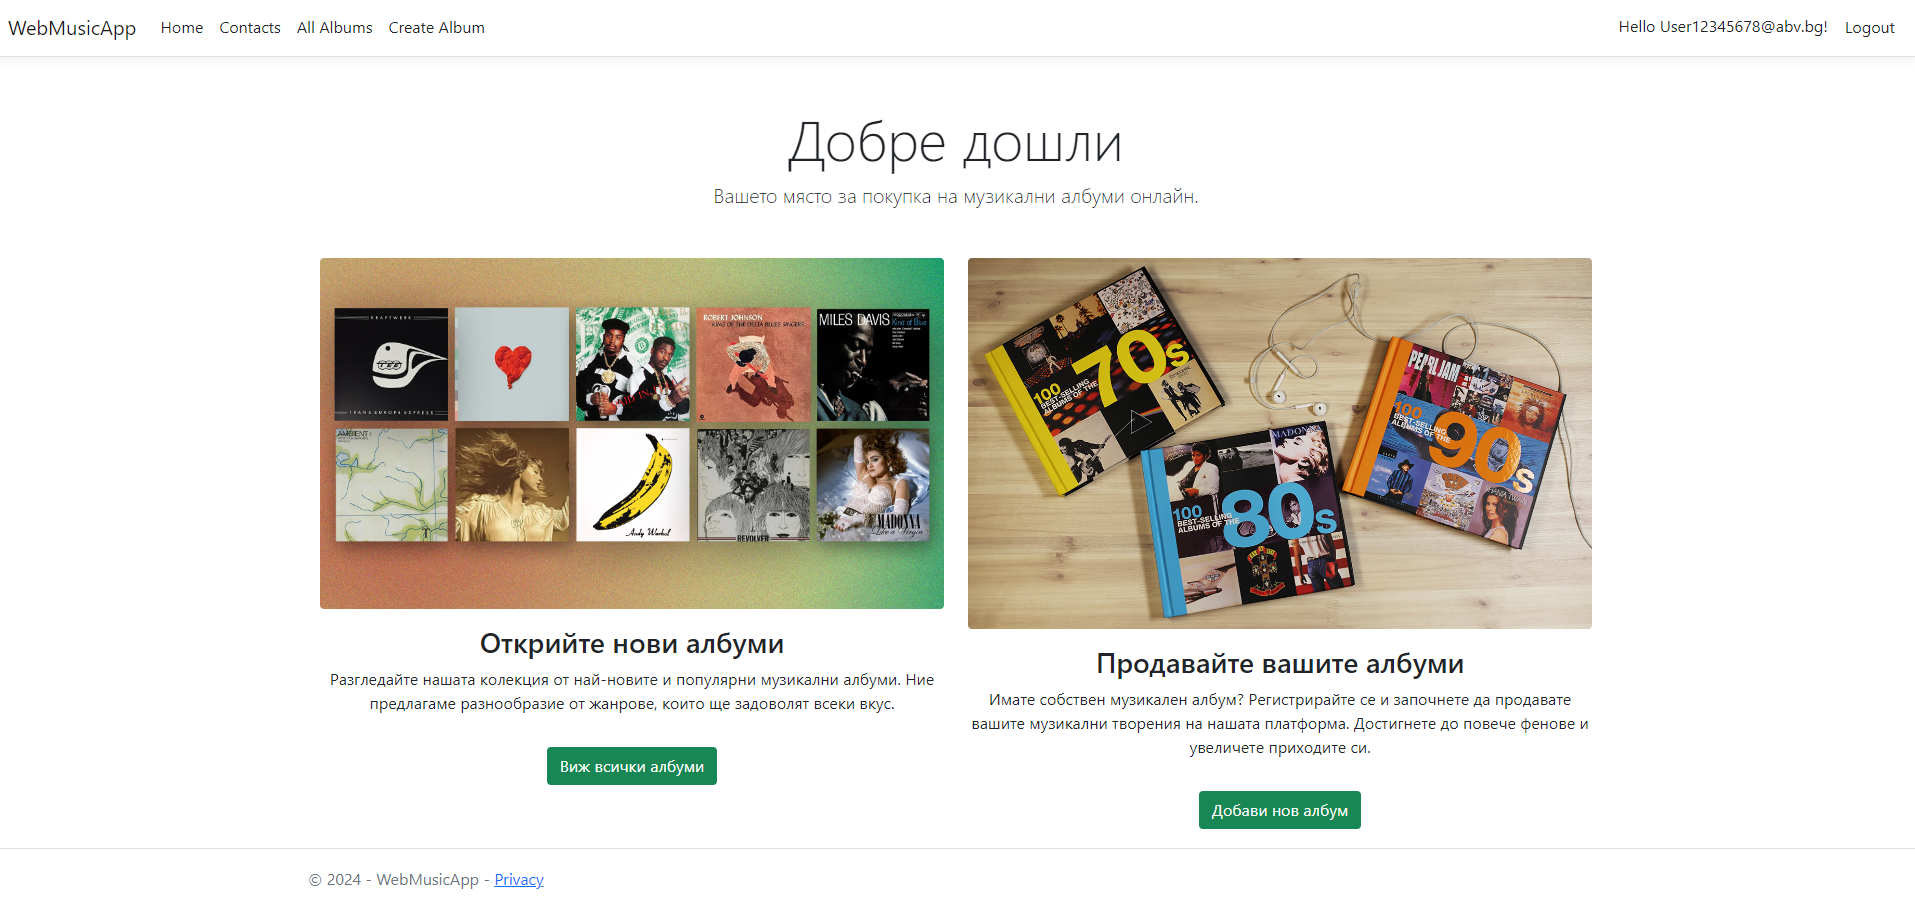 WebMusicApp Home Contacts All Albums Create Album Hello User12345678@abv.bg! Logout
Добре дошли
Вашето място за покупка на музикални албуми онлайн.
KRAFTWERK
TEE
TRANS EUROPA EXPRESS
PAID IN
ROBERT JOHNSON
KING OF THE DELTA BLUES SINGERS
MILES DAVIS
Kind of Blue
AMBIENT 1
Andy Warhol
REVOLVER
MADONNA
Like a Virgin
100
BEST-SELLING
ALBUMS OF THE
70s
PEARL JAM
100
BEST-SELLING
ALBUMS OF THE
90s
MADONNA
100
BEST-SELLING
ALBUMS OF THE
80s
Открийте нови албуми
Разгледайте нашата колекция от най-новите и популярни музикални албуми. Ние
предлагаме разнообразие от жанрове, които ще задоволят всеки вкус.
Виж всички албуми
Продавайте вашите албуми
Имате собствен музикален албум? Регистрирайте се и започнете да продавате
вашите музикални творения на нашата платформа. Достигнете до повече фенове и
увеличете приходите си.
Добави нов албум
© 2024 - WebMusicApp - Privacy